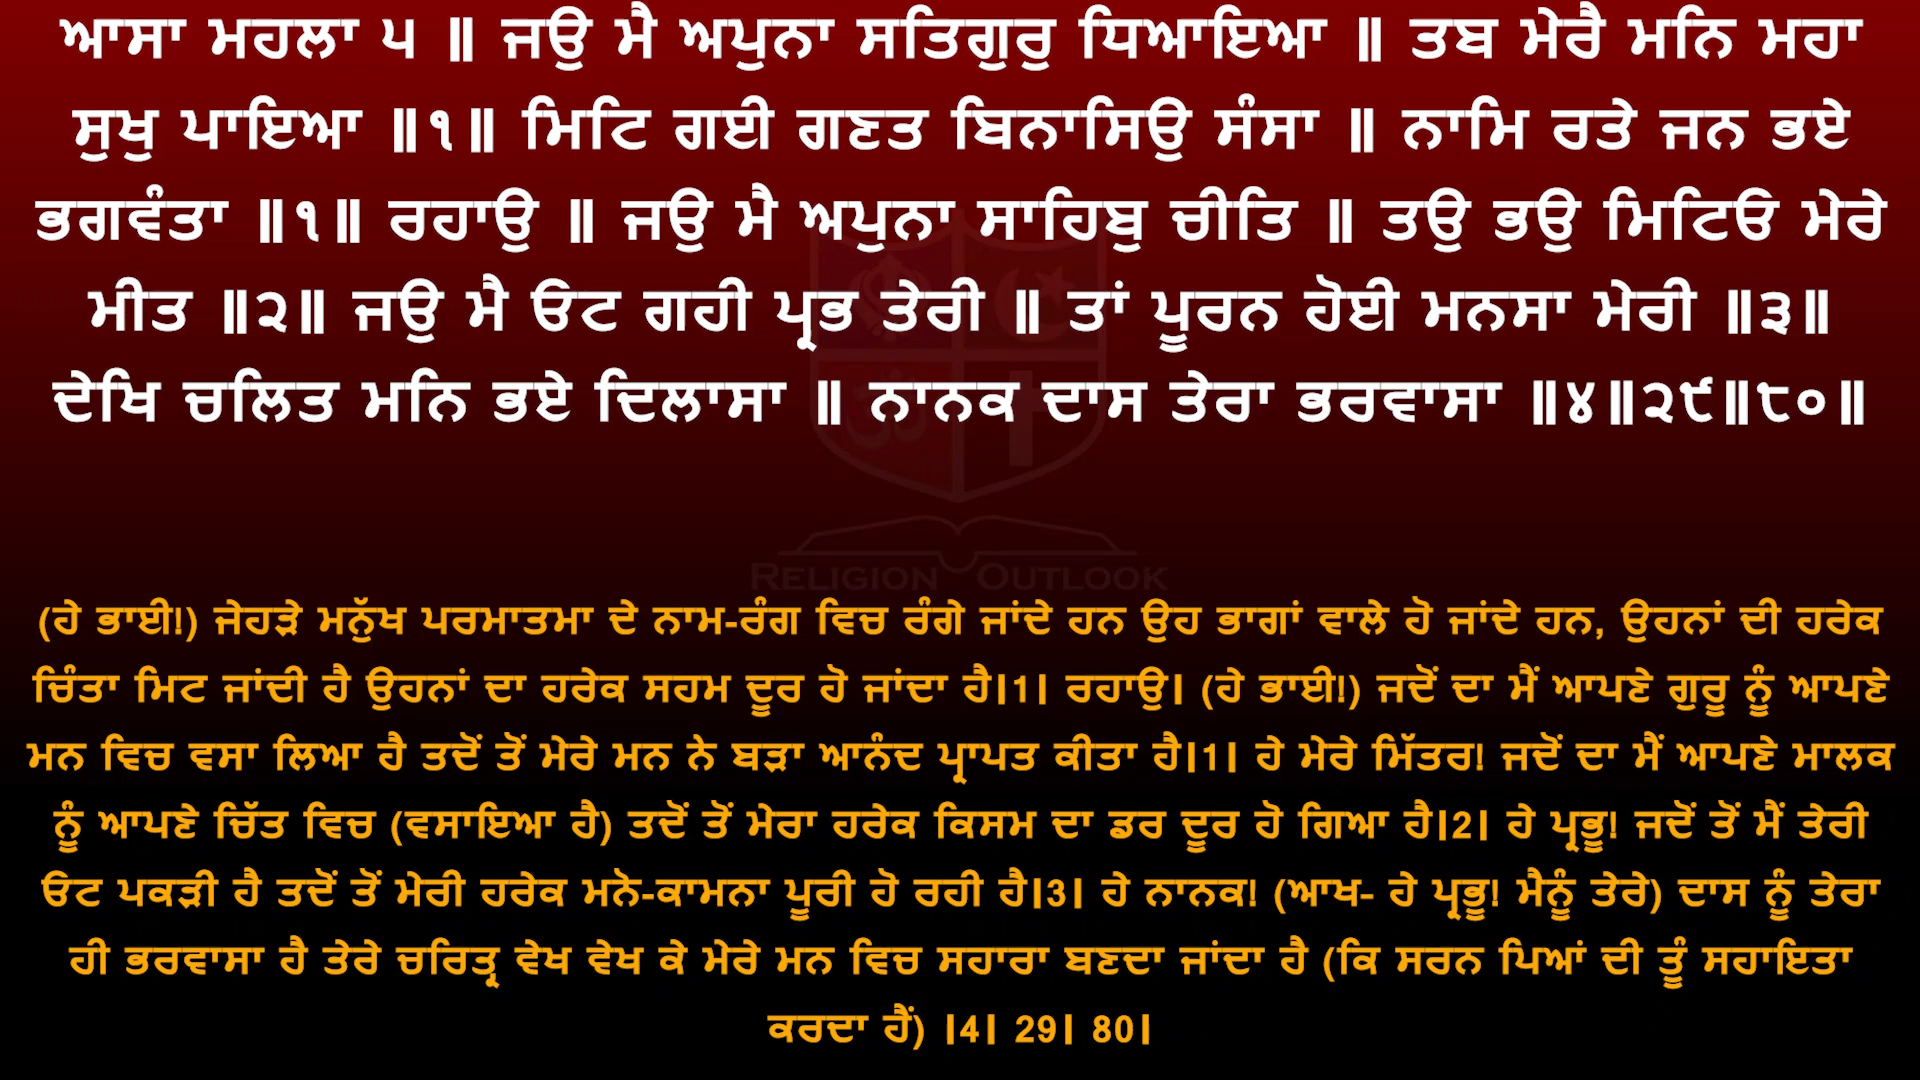 ਆਸਾ ਮਹਲਾ ੫ ॥ ਜਉ ਮੈ ਅਪੁਨਾ ਸਤਿਗੁਰੁ ਧਿਆਇਆ ॥ ਤਬ ਮੇਰੈ ਮਨਿ ਮਹਾ
ਸੁਖੁ ਪਾਇਆ ॥੧॥ ਮਿਟਿ ਗਈ ਗਣਤ ਬਿਨਾਸਿਉ ਸੰਸਾ ॥ ਨਾਮਿ ਰਤੇ ਜਨ ਭਏ
ਭਗਵੰਤਾ ॥੧॥ ਰਹਾਉ ॥ ਜਉ ਮੈ ਅਪੁਨਾ ਸਾਹਿਬੁ ਚੀਤਿ ॥ ਤਉ ਭਉ ਮਿਟਿਓ ਮੇਰੇ
ਮੀਤ ॥੨॥ ਜਉ ਮੈ ਓਟ ਗਹੀ ਪ੍ਰਭ ਤੇਰੀ ॥ ਤਾਂ ਪੂਰਨ ਹੋਈ ਮਨਸਾ ਮੇਰੀ ॥੩॥
ਦੇਖਿ ਚਲਿਤ ਮਨਿ ਭਏ ਦਿਲਾਸਾ ॥ ਨਾਨਕ ਦਾਸ ਤੇਰਾ ਭਰਵਾਸਾ ॥੪॥੨੯॥੮੦॥
RELIGION OUTLOOK
(ਹੇ ਭਾਈ!) ਜੇਹੜੇ ਮਨੁੱਖ ਪਰਮਾਤਮਾ ਦੇ ਨਾਮ-ਰੰਗ ਵਿਚ ਰੰਗੇ ਜਾਂਦੇ ਹਨ ਉਹ ਭਾਗਾਂ ਵਾਲੇ ਹੋ ਜਾਂਦੇ ਹਨ, ਉਹਨਾਂ ਦੀ ਹਰੇਕ
ਚਿੰਤਾ ਮਿਟ ਜਾਂਦੀ ਹੈ ਉਹਨਾਂ ਦਾ ਹਰੇਕ ਸਹਮ ਦੂਰ ਹੋ ਜਾਂਦਾ ਹੈ।1। ਰਹਾਉ। (ਹੇ ਭਾਈ!) ਜਦੋਂ ਦਾ ਮੈਂ ਆਪਣੇ ਗੁਰੂ ਨੂੰ ਆਪਣੇ
ਮਨ ਵਿਚ ਵਸਾ ਲਿਆ ਹੈ ਤਦੋਂ ਤੋਂ ਮੇਰੇ ਮਨ ਨੇ ਬੜਾ ਆਨੰਦ ਪ੍ਰਾਪਤ ਕੀਤਾ ਹੈ।1। ਹੇ ਮੇਰੇ ਮਿੱਤਰ! ਜਦੋਂ ਦਾ ਮੈਂ ਆਪਣੇ ਮਾਲਕ
ਨੂੰ ਆਪਣੇ ਚਿੱਤ ਵਿਚ (ਵਸਾਇਆ ਹੈ) ਤਦੋਂ ਤੋਂ ਮੇਰਾ ਹਰੇਕ ਕਿਸਮ ਦਾ ਡਰ ਦੂਰ ਹੋ ਗਿਆ ਹੈ।2। ਹੇ ਪ੍ਰਭੂ! ਜਦੋਂ ਤੋਂ ਮੈਂ ਤੇਰੀ
ਓਟ ਪਕੜੀ ਹੈ ਤਦੋਂ ਤੋਂ ਮੇਰੀ ਹਰੇਕ ਮਨੋ-ਕਾਮਨਾ ਪੂਰੀ ਹੋ ਰਹੀ ਹੈ।3। ਹੇ ਨਾਨਕ! (ਆਖ- ਹੇ ਪ੍ਰਭੂ! ਮੈਨੂੰ ਤੇਰੇ) ਦਾਸ ਨੂੰ ਤੇਰਾ
ਹੀ ਭਰਵਾਸਾ ਹੈ ਤੇਰੇ ਚਰਿਤ੍ਰ ਵੇਖ ਵੇਖ ਕੇ ਮੇਰੇ ਮਨ ਵਿਚ ਸਹਾਰਾ ਬਣਦਾ ਜਾਂਦਾ ਹੈ (ਕਿ ਸਰਨ ਪਿਆਂ ਦੀ ਤੂੰ ਸਹਾਇਤਾ
ਕਰਦਾ ਹੈਂ) ।4। 29। 80।